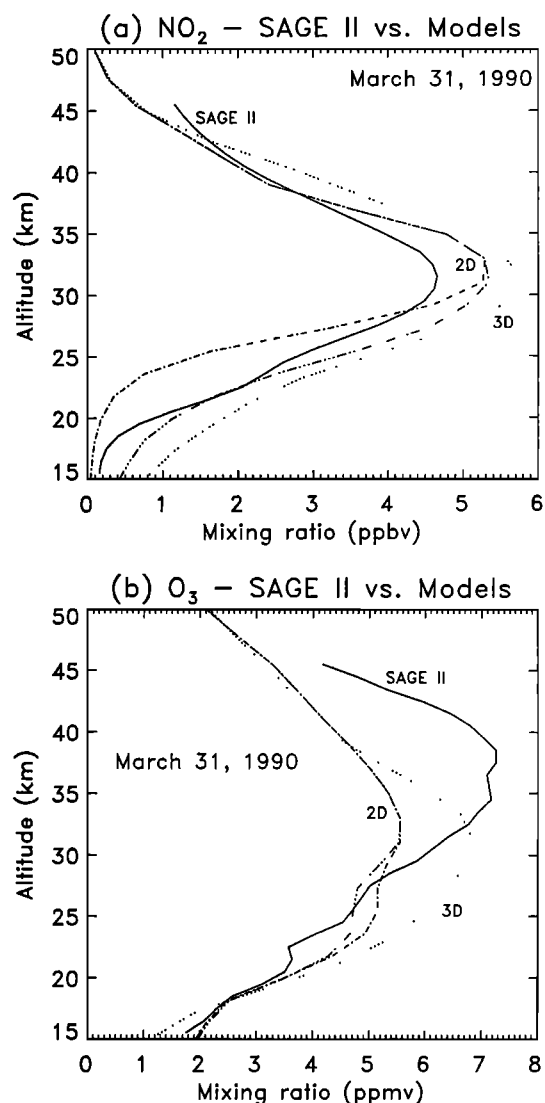 (a) NO₂ – SAGE II vs. Models
50
45
40
35
30
25
20
15
Altitude (km)
March 31, 1990
SAGE II
2D
3D
0 1 2 3 4 5 6
Mixing ratio (ppbv)
(b) O₃ – SAGE II vs. Models
50
45
40
35
30
25
20
15
Altitude (km)
SAGE II
March 31, 1990
2D
3D
0 1 2 3 4 5 6 7 8
Mixing ratio (ppmv)